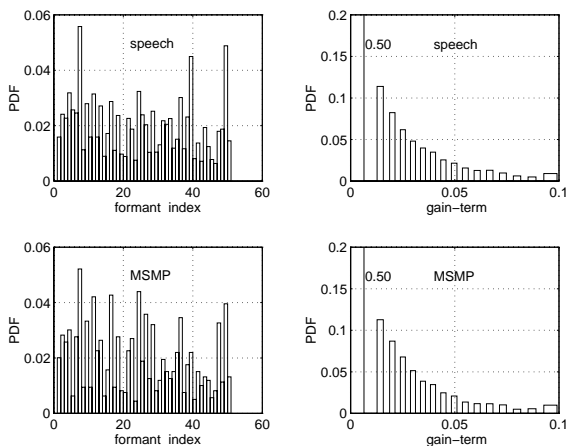 0.06
0.04
0.02
0
PDF
speech
0 20 40 60
formant index
0.2
0.15
0.1
0.05
0
PDF
0.50 speech
0 0.05 0.1
gain-term
0.06
0.04
0.02
0
PDF
MSMP
0 20 40 60
formant index
0.2
0.15
0.1
0.05
0
PDF
0.50 MSMP
0 0.05 0.1
gain-term